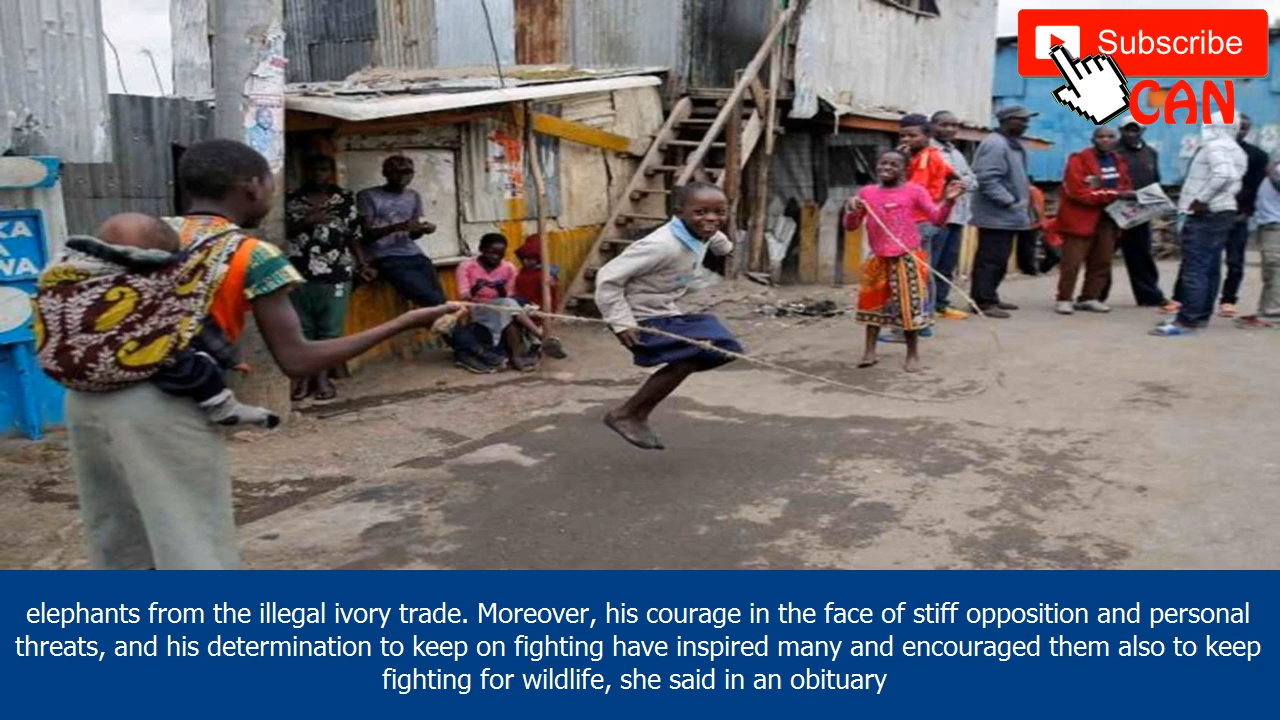 Subscribe
CAN
KA
A
WA
elephants from the illegal ivory trade. Moreover, his courage in the face of stiff opposition and personal
threats, and his determination to keep on fighting have inspired many and encouraged them also to keep
fighting for wildlife, she said in an obituary